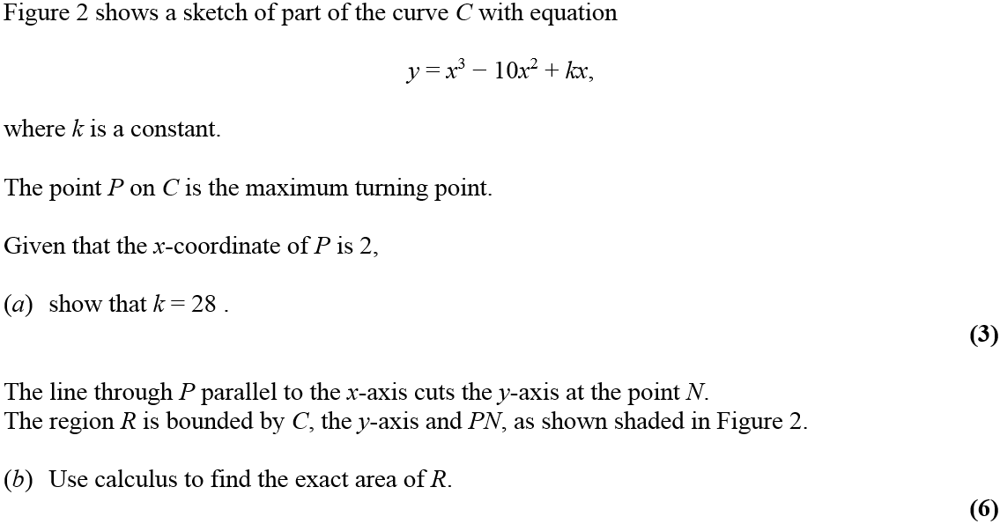 Figure 2 shows a sketch of part of the curve C with equation
y = x³ − 10x² + kx,
where k is a constant.
The point P on C is the maximum turning point.
Given that the x-coordinate of P is 2,
(a) show that k = 28 .
(3)
The line through P parallel to the x-axis cuts the y-axis at the point N.
The region R is bounded by C, the y-axis and PN, as shown shaded in Figure 2.
(b) Use calculus to find the exact area of R.
(6)